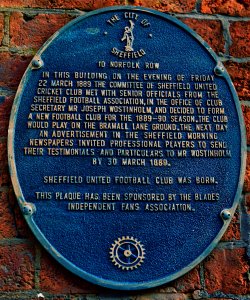 THE CITY OF
Sheffield
10 NORFOLK ROW
IN THIS BUILDING ON THE EVENING OF FRIDAY
22 MARCH 1889, THE COMMITTEE OF SHEFFIELD UNITED
CRICKET CLUB MET WITH SENIOR OFFICIALS FROM THE
SHEFFIELD FOOTBALL ASSOCIATION, IN THE OFFICE OF CLUB
SECRETARY MR JOSEPH WOSTINHOLM, AND DECIDED TO FORM
A NEW FOOTBALL CLUB FOR THE 1889-90 SEASON. THE CLUB
WOULD PLAY ON THE BRAMALL LANE GROUND. THE NEXT DAY
AN ADVERTISEMENT IN THE SHEFFIELD MORNING
NEWSPAPERS INVITED PROFESSIONAL PLAYERS TO SEND
THEIR TESTIMONIALS AND PARTICULARS TO MR WOSTINHOLM
BY 30 MARCH 1889.
SHEFFIELD UNITED FOOTBALL CLUB WAS BORN.
THIS PLAQUE HAS BEEN SPONSORED BY THE BLADES
INDEPENDENT FANS ASSOCIATION.